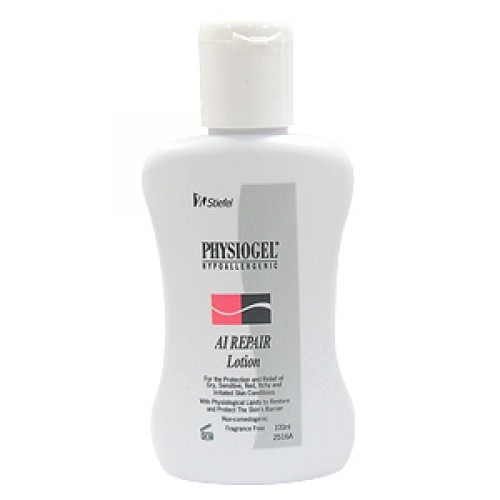 Stiefel
PHYSIOGEL®
HYPOALLERGENIC
AI REPAIR
Lotion
For the Protection and Relief of
Dry, Sensitive, Red, Itchy and
Irritated Skin Conditions
With Physiological Lipids to Restore
and Protect The Skin's Barrier
Non-comedogenic
Fragrance Free 100ml
2516A